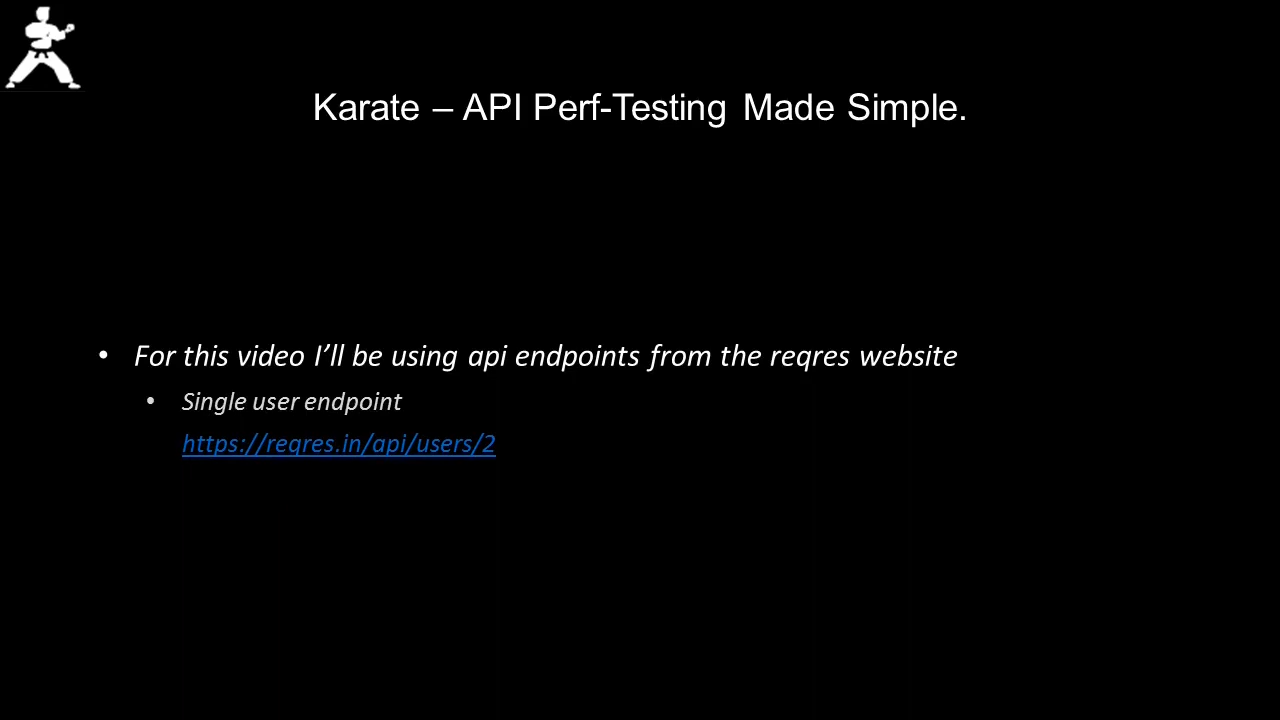 Karate – API Perf-Testing Made Simple.
• For this video I’ll be using api endpoints from the reqres website
• Single user endpoint
https://reqres.in/api/users/2